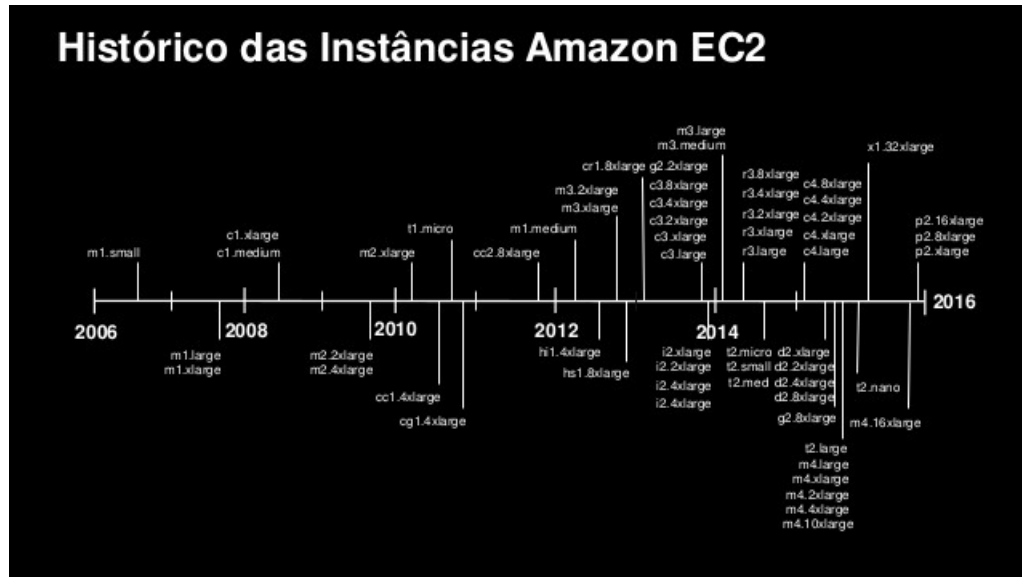 Histórico das Instâncias Amazon EC2
m3.large
m3.medium
x1.32xlarge
cr1.8xlarge g2.2xlarge
m3.2xlarge
m3.xlarge
c3.8xlarge
c3.4xlarge
c3.2xlarge
c3.xlarge
c3.large
r3.8xlarge
r3.4xlarge
r3.2xlarge
r3.xlarge
r3.large
c4.8xlarge
c4.4xlarge
c4.2xlarge
c4.xlarge
c4.large
p2.16xlarge
p2.8xlarge
p2.xlarge
m1.small
c1.xlarge
c1.medium
m2.xlarge
t1.micro
cc2.8xlarge
m1.medium
2006
2008
2010
2012
2014
2016
m1.large
m1.xlarge
m2.2xlarge
m2.4xlarge
cc1.4xlarge
cg1.4xlarge
hi1.4xlarge
hs1.8xlarge
i2.xlarge
i2.2xlarge
i2.4xlarge
i2.4xlarge
t2.micro
t2.small
t2.med
d2.xlarge
d2.2xlarge
d2.4xlarge
d2.8xlarge
g2.8xlarge
t2.nano
m4.16xlarge
t2.large
m4.large
m4.xlarge
m4.2xlarge
m4.4xlarge
m4.10xlarge